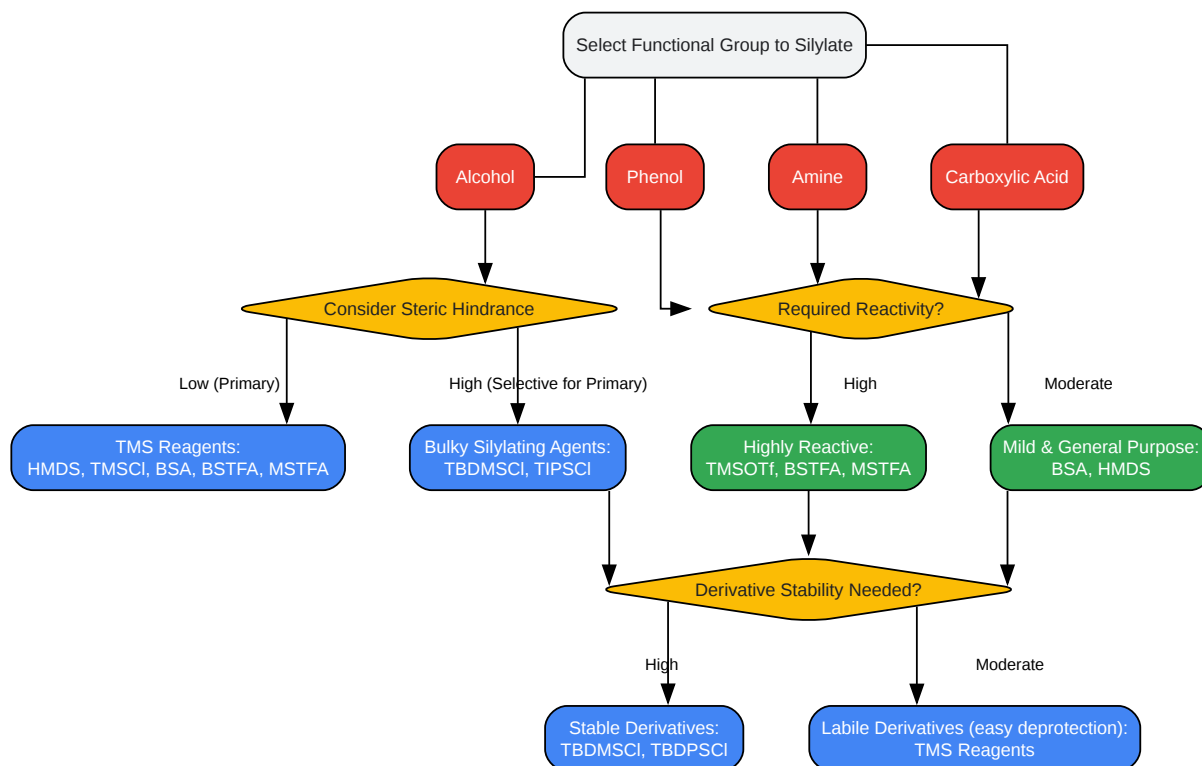 Select Functional Group to Silylate
Alcohol
Phenol
Amine
Carboxylic Acid
Consider Steric Hindrance
Required Reactivity?
Low (Primary)
High (Selective for Primary)
High
Moderate
TMS Reagents:
HMDS, TMSCl, BSA, BSTFA, MSTFA
Bulky Silylating Agents:
TBDMSCl, TIPSCl
Highly Reactive:
TMSOTf, BSTFA, MSTFA
Mild & General Purpose:
BSA, HMDS
Derivative Stability Needed?
High
Moderate
Stable Derivatives:
TBDMSCl, TBDPSCl
Labile Derivatives (easy deprotection):
TMS Reagents